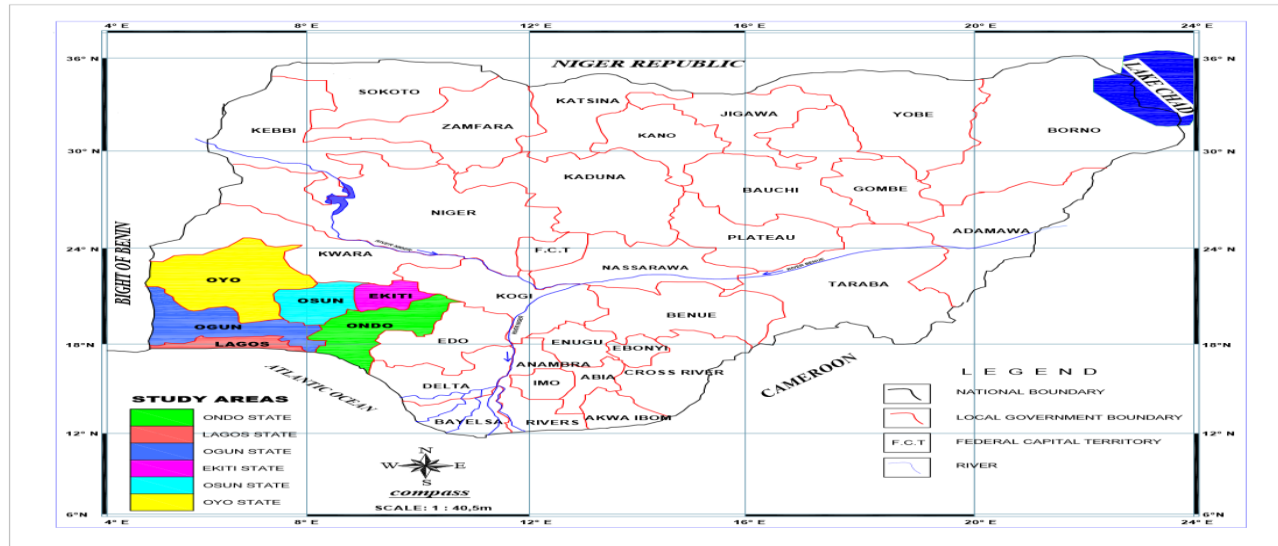 4° E 8° E 12° E 16° E 20° E 24° E
36° N 36° N
NIGER REPUBLIC
LAKE CHAD
SOKOTO
KATSINA
JIGAWA
YOBE
KEBBI
ZAMFARA
KANO
BORNO
30° N 30° N
KADUNA
BAUCHI
GOMBE
NIGER
BIGHT OF BENIN
ADAMAWA
PLATEAU
24° N 24° N
KWARA
F.C.T
NASSARAWA
RIVER BENUE
OYO
TARABA
OSUN
EKITI
KOGI
BENUE
OGUN
ONDO
EDO
ENUGU
18° N 18° N
LAGOS
EBONYI
ANAMBRA
CROSS RIVER
ATLANTIC OCEAN
IMO
ABIA
CAMEROON
DELTA
AKWA IBOM
BAYELSA
RIVERS
12° N 12° N
STUDY AREAS
ONDO STATE
LAGOS STATE
OGUN STATE
EKITI STATE
OSUN STATE
OYO STATE
N
W E
S
compass
SCALE: 1 : 40,5m
LEGEND
NATIONAL BOUNDARY
LOCAL GOVERNMENT BOUNDARY
F.C.T FEDERAL CAPITAL TERRITORY
RIVER
6° N 6° N
4° E 8° E 12° E 16° E 20° E 24° E